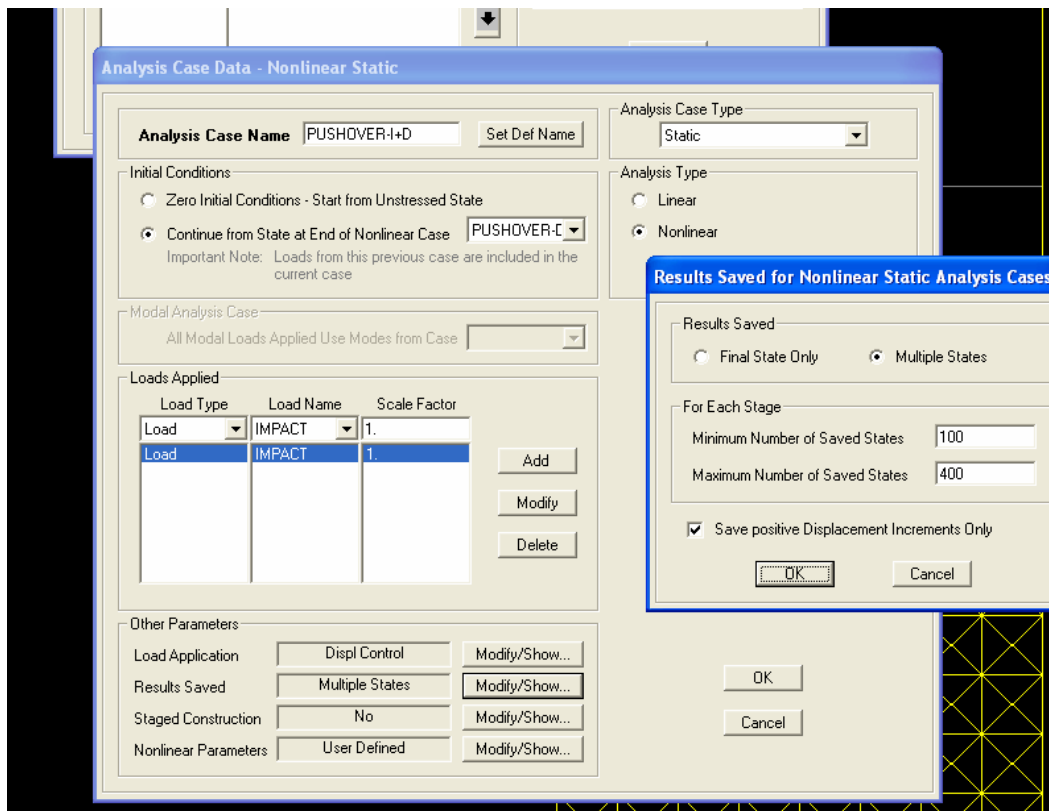 Analysis Case Data - Nonlinear Static
Analysis Case Name PUSHOVER-I+D Set Def Name
Analysis Case Type
Static
Initial Conditions
Zero Initial Conditions - Start from Unstressed State
Continue from State at End of Nonlinear Case PUSHOVER-D
Important Note: Loads from this previous case are included in the
current case
Analysis Type
Linear
Nonlinear
Modal Analysis Case
All Modal Loads Applied Use Modes from Case
Loads Applied
Load Type Load Name Scale Factor
Load IMPACT 1.
Load IMPACT 1.
Add
Modify
Delete
Other Parameters
Load Application Displ Control Modify/Show...
Results Saved Multiple States Modify/Show...
Staged Construction No Modify/Show...
Nonlinear Parameters User Defined Modify/Show...
OK
Cancel
Results Saved for Nonlinear Static Analysis Cases
Results Saved
Final State Only Multiple States
For Each Stage
Minimum Number of Saved States 100
Maximum Number of Saved States 400
Save positive Displacement Increments Only
OK Cancel